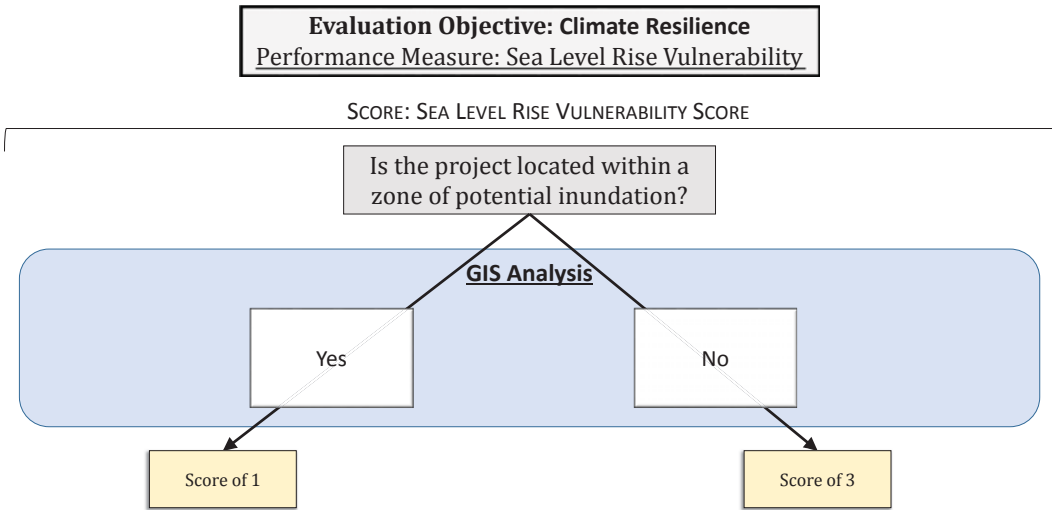 Evaluation Objective: Climate Resilience
Performance Measure: Sea Level Rise Vulnerability
SCORE: SEA LEVEL RISE VULNERABILITY SCORE
Is the project located within a
zone of potential inundation?
GIS Analysis
Yes
No
Score of 1
Score of 3